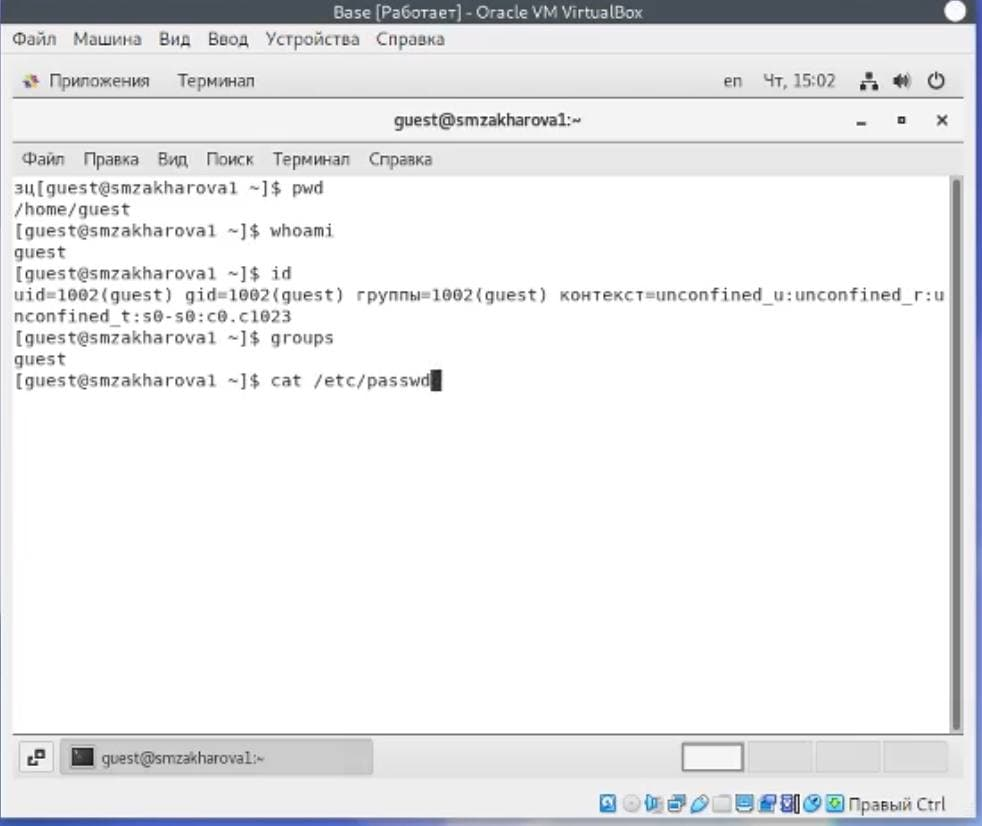 Base [Работает] - Oracle VM VirtualBox
Файл Машина Вид Ввод Устройства Справка
Приложения Терминал en Чт, 15:02
guest@smzakharova1:~
Файл Правка Вид Поиск Терминал Справка
зц[guest@smzakharova1 ~]$ pwd
/home/guest
[guest@smzakharova1 ~]$ whoami
guest
[guest@smzakharova1 ~]$ id
uid=1002(guest) gid=1002(guest) группы=1002(guest) контекст=unconfined_u:unconfined_r:u
nconfined_t:s0-s0:c0.c1023
[guest@smzakharova1 ~]$ groups
guest
[guest@smzakharova1 ~]$ cat /etc/passwd
guest@smzakharova1:~
Правый Ctrl